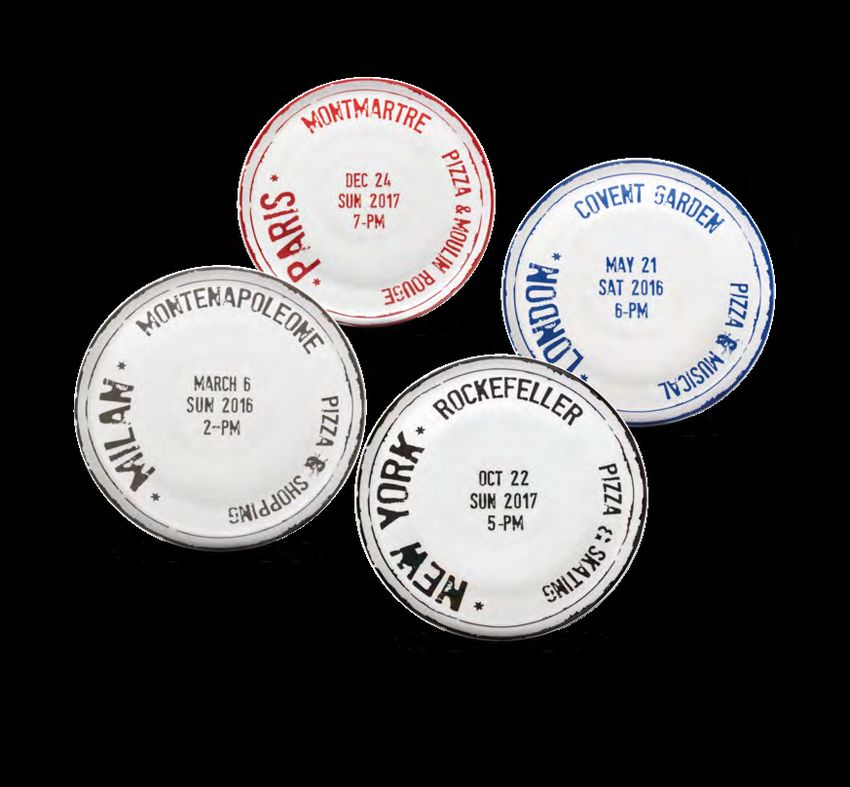 MONTMARTRE
PIZZA & MOULIN ROUGE
* PARIS *
DEC 24
SUN 2017
7-PM
COVENT GARDEN
PIZZA & MUSICAL
* LONDON *
MAY 21
SAT 2016
6-PM
MONTENAPOLEONE
PIZZA & SHOPPING
* MILAN *
MARCH 6
SUN 2016
2-PM
ROCKEFELLER
PIZZA & SKATING
* NEW YORK *
OCT 22
SUN 2017
5-PM